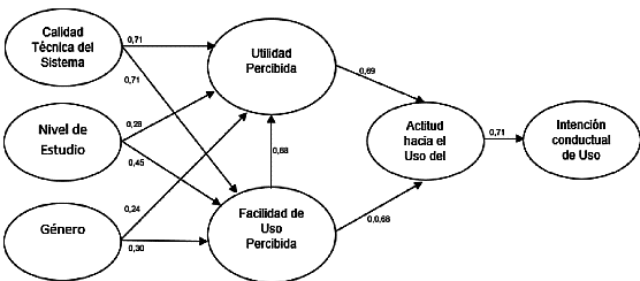 Calidad
Técnica del
Sistema
0,71
0,71
Utilidad
Percibida
0,69
Nivel de
Estudio
0,28
0,45
0,68
Actitud
hacia el
Uso del
0,71
Intención
conductual
de Uso
Género
0,24
0,30
Facilidad de
Uso
Percibida
0,0,68